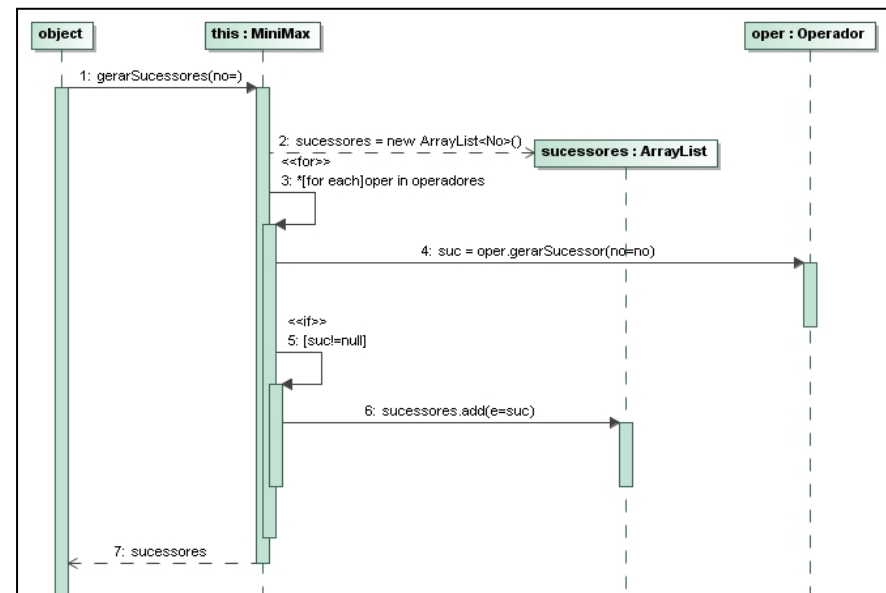 object
this : MiniMax
oper : Operador
1: gerarSucessores(no=)
2: sucessores = new ArrayList<No>()
sucessores : ArrayList
<<for>>
3: *[for each]oper in operadores
4: suc = oper.gerarSucessor(no=no)
<<if>>
5: [suc!=null]
6: sucessores.add(e=suc)
7: sucessores